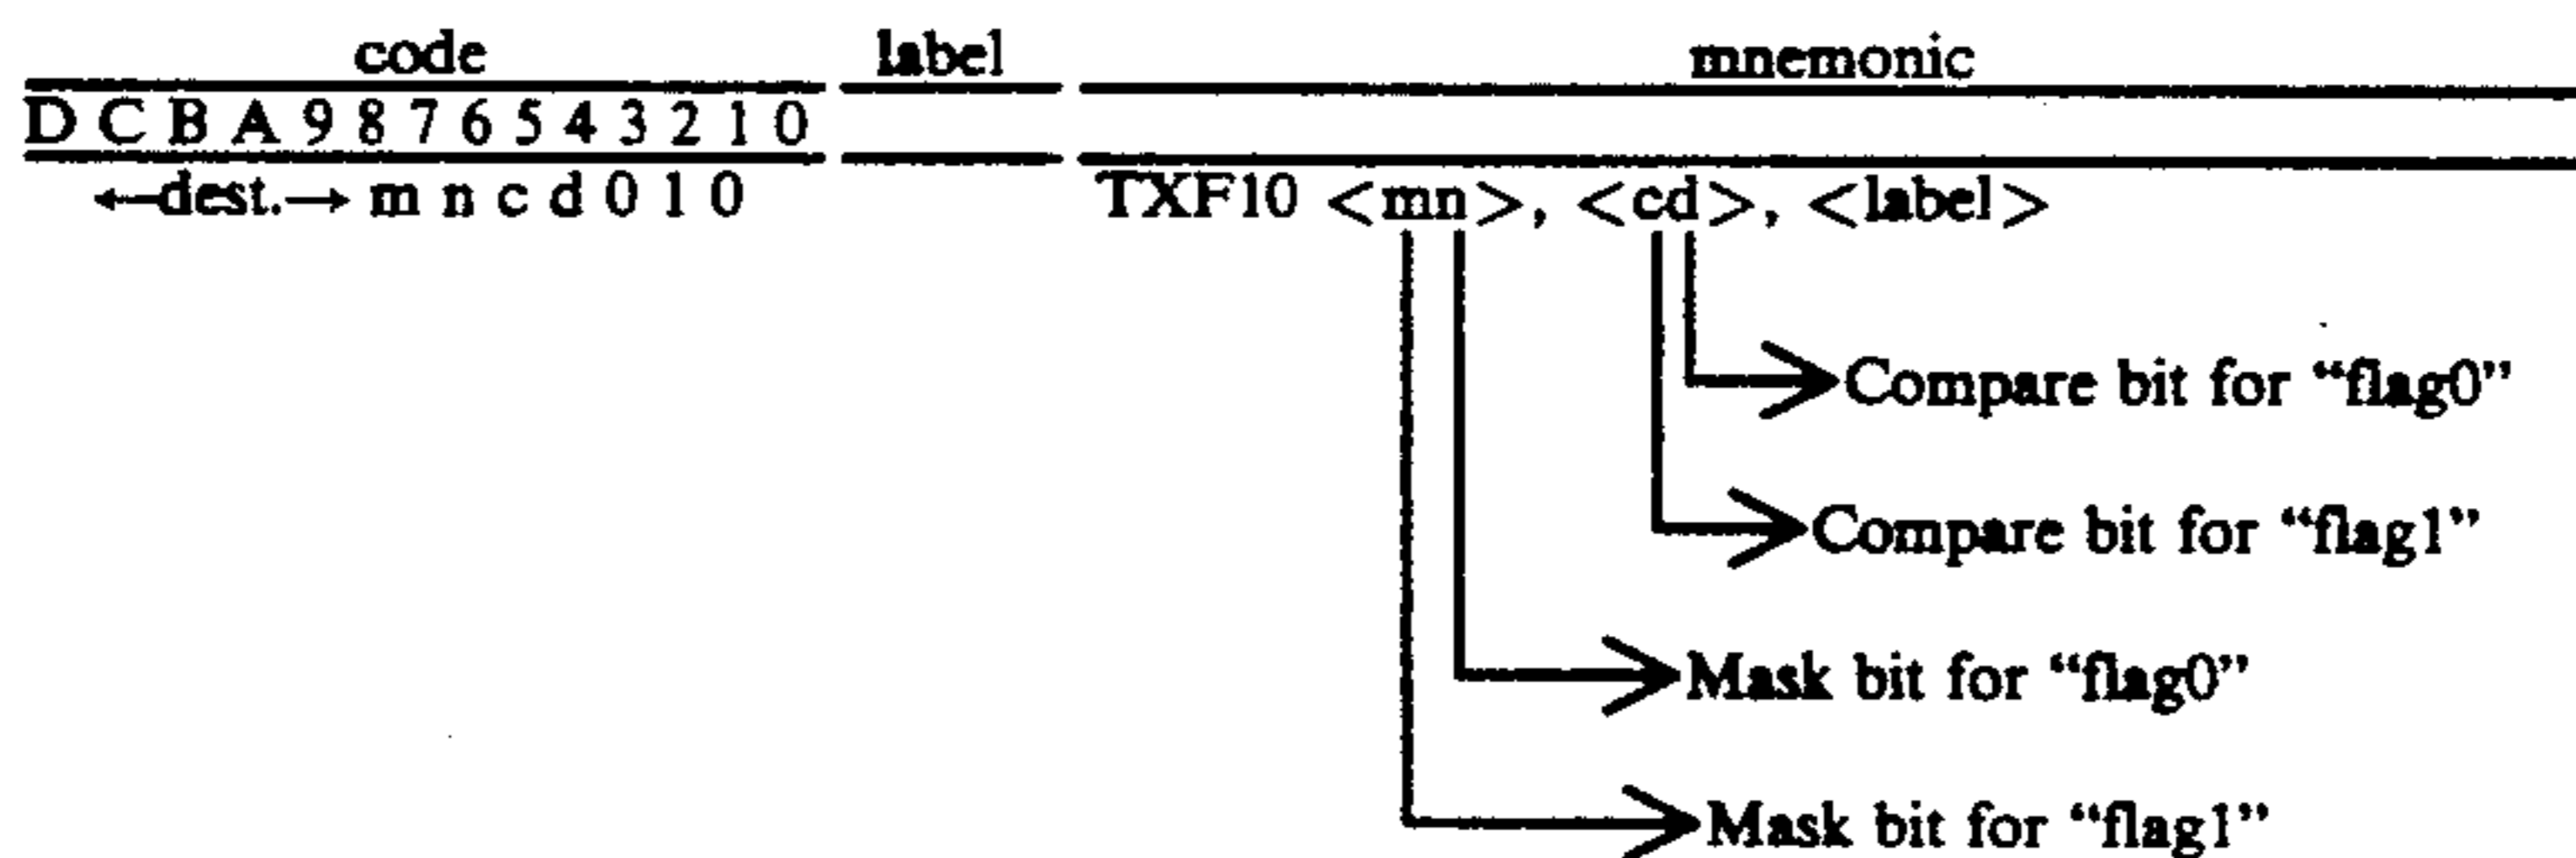 code label mnemonic
D C B A 9 8 7 6 5 4 3 2 1 0
←dest.→ m n c d 0 1 0 TXF10 <mn>, <cd>, <label>
Compare bit for “flag0”
Compare bit for “flag1”
Mask bit for “flag0”
Mask bit for “flag1”